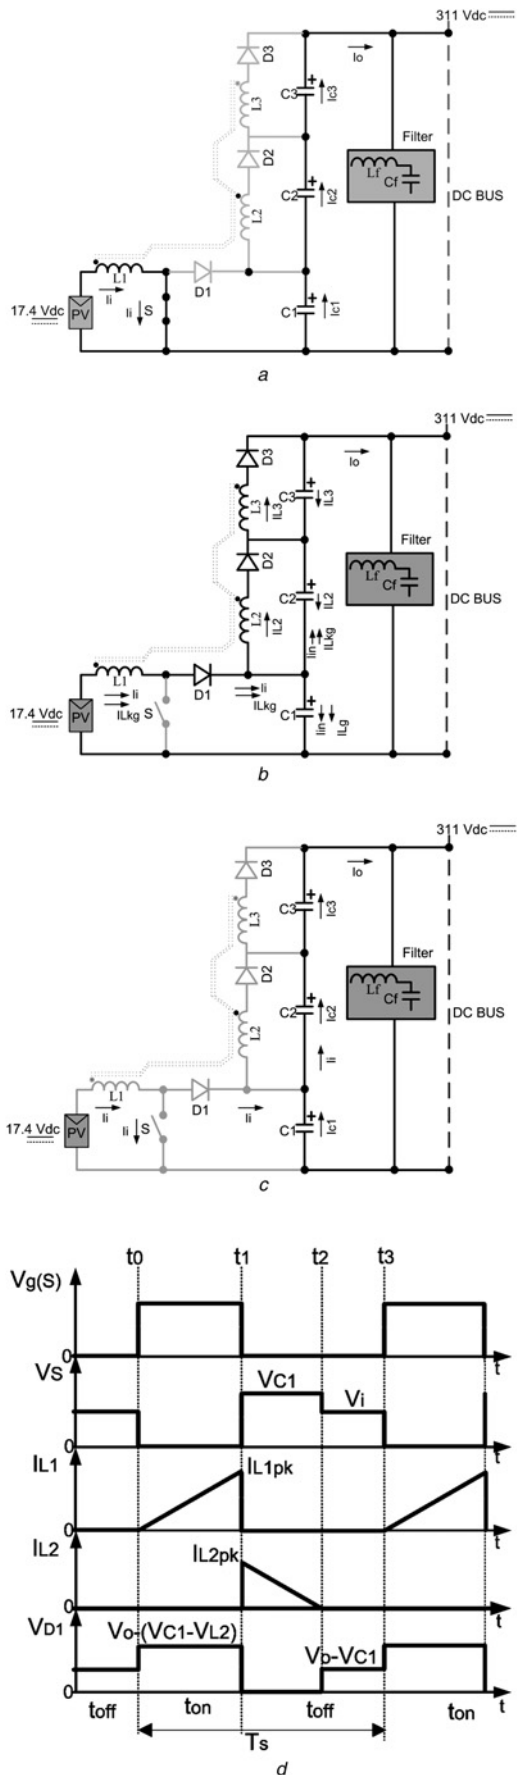 311 Vdc
Io
D3
L3
C3
Ic3
Filter
D2
Lf
Cf
L2
C2
Ic2
DC BUS
L1
D1
17.4 Vdc
PV
Ii
Ii
S
C1
Ic1
a
311 Vdc
Io
D3
L3
IL3
C3
IL3
Filter
D2
Lf
Cf
L2
IL2
C2
IL2
DC BUS
Iin
ILkg
L1
Ii
ILkg
S
D1
Ii
ILkg
17.4 Vdc
PV
C1
Iin
ILg
b
311 Vdc
Io
D3
L3
C3
Ic3
Filter
D2
Lf
Cf
L2
C2
Ic2
DC BUS
Ii
L1
D1
Ii
Ii
Ii
S
17.4 Vdc
PV
C1
Ic1
c
t0 t1 t2 t3
Vg(S)
0 t
VS
VC1
Vi
0 t
IL1
IL1pk
0 t
IL2
IL2pk
0 t
VD1
Vo-(VC1-VL2)
Vo-VC1
0 t
toff ton toff ton
Ts
d